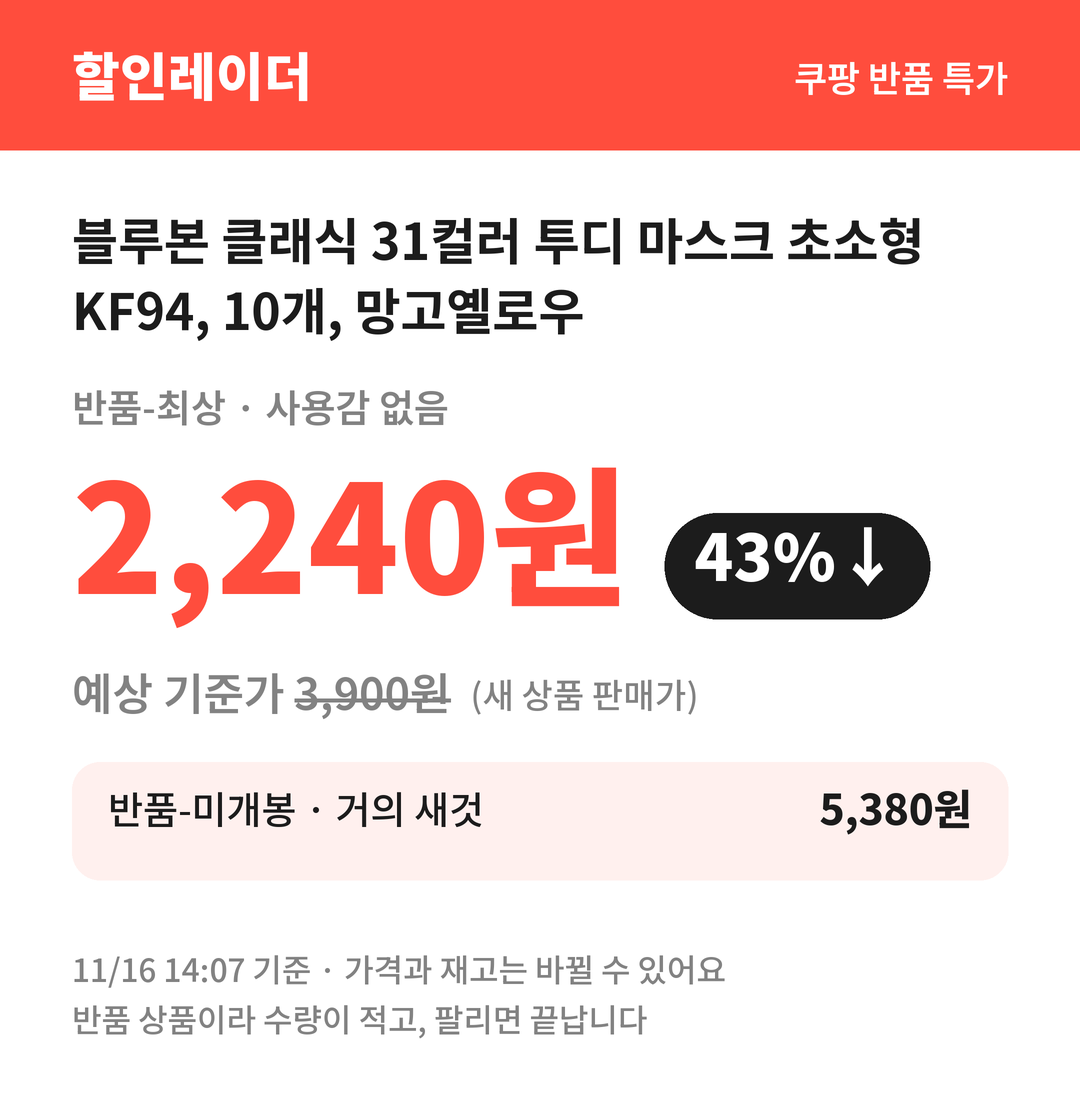 할인레이더
쿠팡 반품 특가
블루본 클래식 31컬러 투디 마스크 초소형
KF94, 10개, 망고옐로우
반품-최상 · 사용감 없음
2,240원 43%↓
예상 기준가 3,900원 (새 상품 판매가)
반품-미개봉 · 거의 새것 5,380원
11/16 14:07 기준 · 가격과 재고는 바뀔 수 있어요
반품 상품이라 수량이 적고, 팔리면 끝납니다